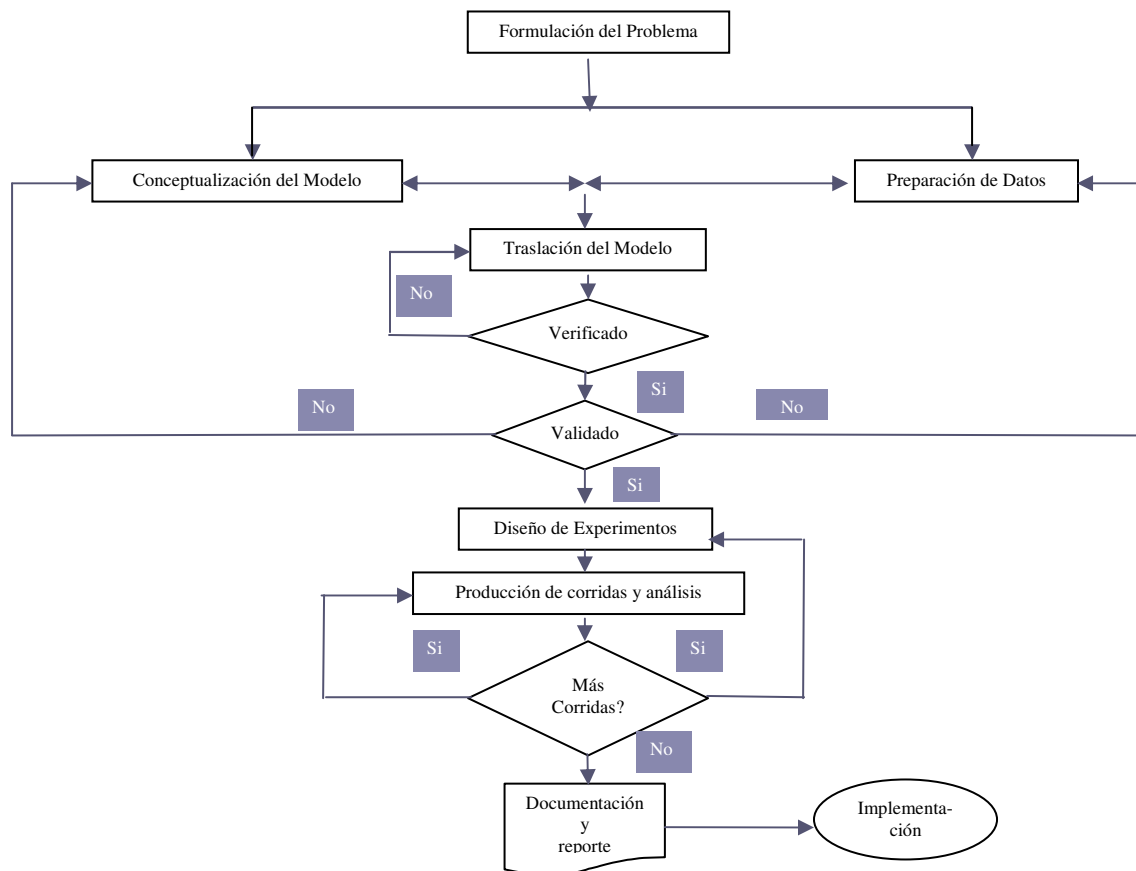 Formulación del Problema
Conceptualización del Modelo
Preparación de Datos
Traslación del Modelo
No
Verificado
Si
No
No
Validado
Si
Diseño de Experimentos
Producción de corridas y análisis
Si
Si
Más
Corridas?
No
Documentación
y
reporte
Implementa-
ción